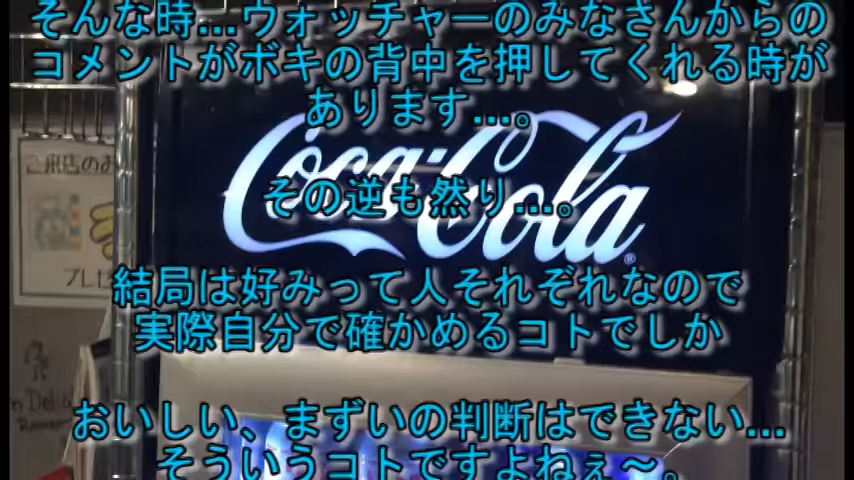 そんな時...ウォッチャーのみなさんからの
コメントがボキの背中を押してくれる時が
あります...。
Coca-Cola
その逆も然り...。
®
結局は好みって人それぞれなので
実際自分で確かめるコトでしか
おいしい、まずいの判断はできない...
そういうコトですよねぇ～。
ご来店のお